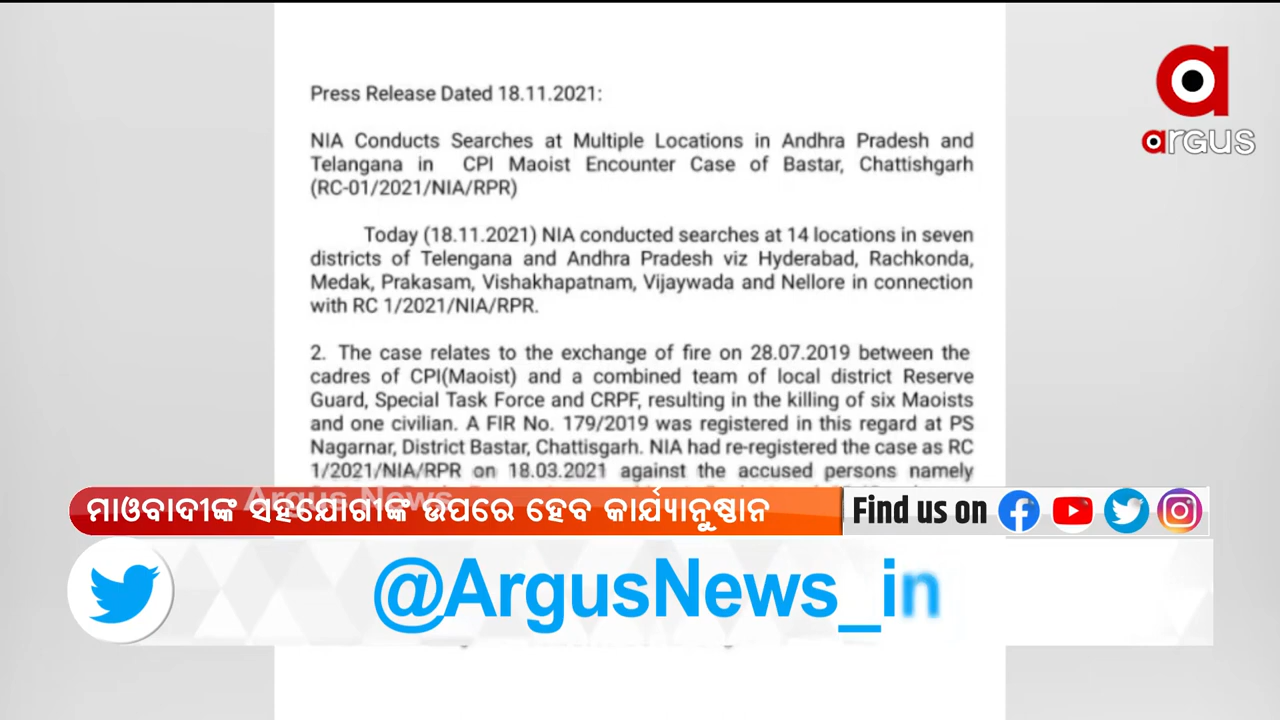 argus
Press Release Dated 18.11.2021:
NIA Conducts Searches at Multiple Locations in Andhra Pradesh and
Telangana in CPI Maoist Encounter Case of Bastar, Chattishgarh
(RC-01/2021/NIA/RPR)
Today (18.11.2021) NIA conducted searches at 14 locations in seven
districts of Telengana and Andhra Pradesh viz Hyderabad, Rachkonda,
Medak, Prakasam, Vishakhapatnam, Vijaywada and Nellore in connection
with RC 1/2021/NIA/RPR.
2. The case relates to the exchange of fire on 28.07.2019 between the
cadres of CPI(Maoist) and a combined team of local district Reserve
Guard, Special Task Force and CRPF, resulting in the killing of six Maoists
and one civilian. A FIR No. 179/2019 was registered in this regard at PS
Nagarnar, District Bastar, Chattisgarh. NIA had re-registered the case as RC
1/2021/NIA/RPR on 18.03.2021 against the accused persons namely
Argus News
ମାଓବାଦୀଙ୍କ ସହଯୋଗୀଙ୍କ ଉପରେ ହେବ କାର୍ଯ୍ୟାନୁଷ୍ଠାନ
Find us on
@ArgusNews_in